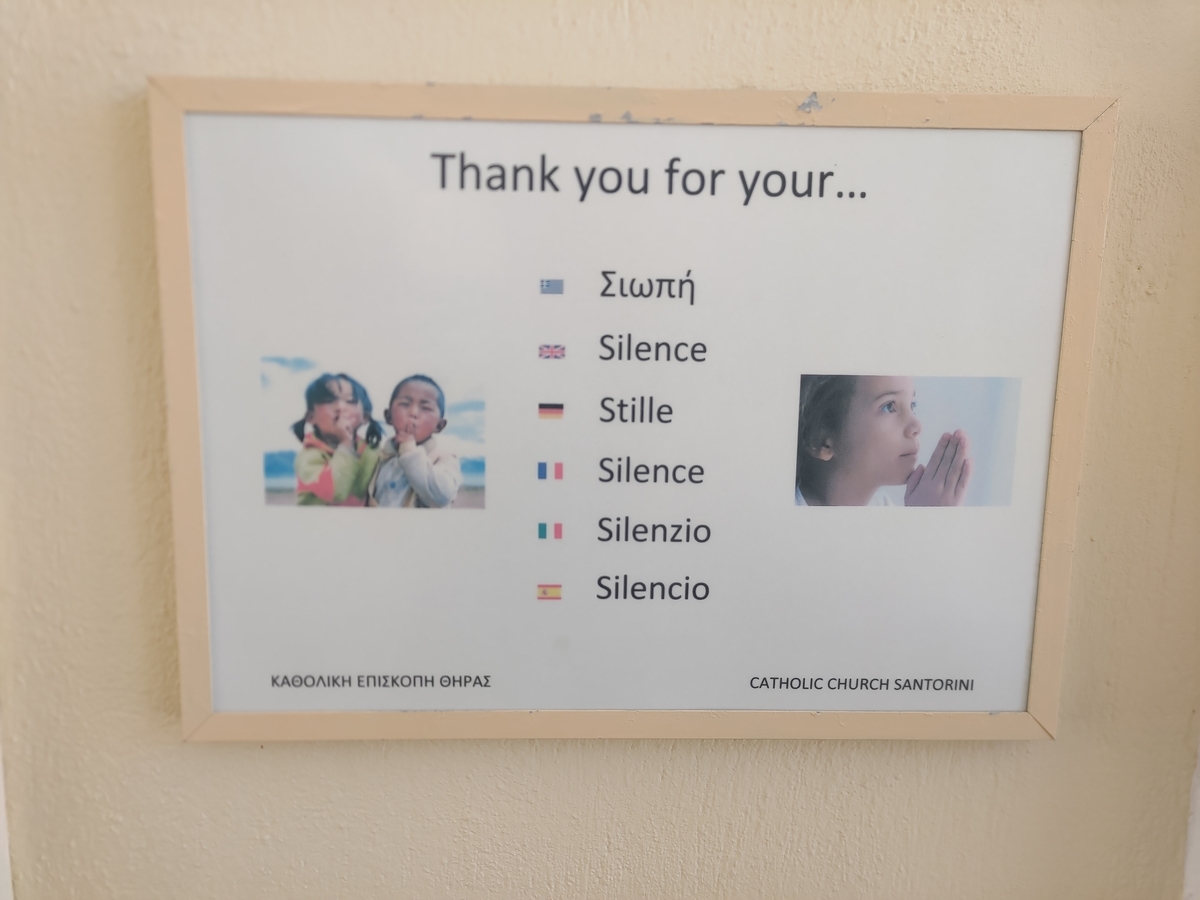 Thank you for your...
Σιωπή
Silence
Stille
Silence
Silenzio
Silencio
ΚΑΘΟΛΙΚΗ ΕΠΙΣΚΟΠΗ ΘΗΡΑΣ
CATHOLIC CHURCH SANTORINI